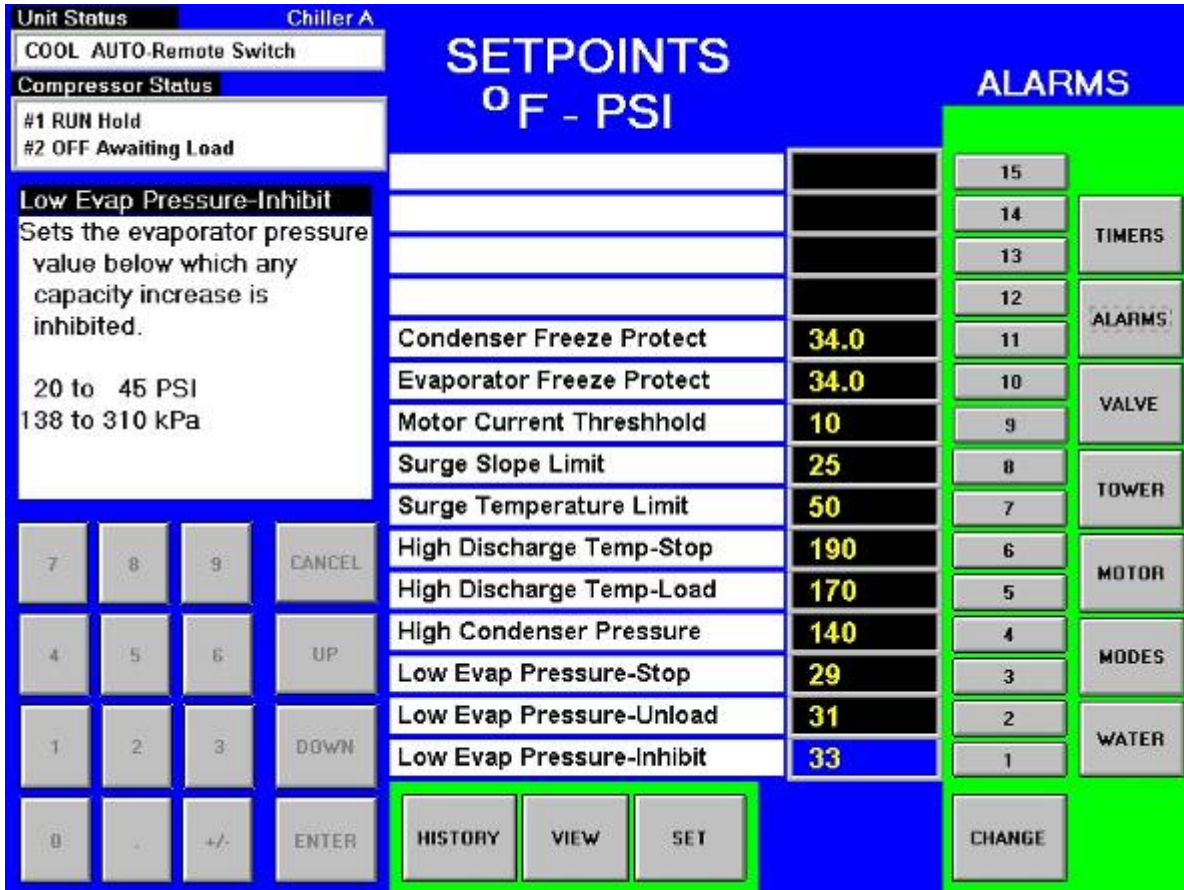 Unit Status Chiller A
COOL AUTO-Remote Switch
Compressor Status
#1 RUN Hold
#2 OFF Awaiting Load
Low Evap Pressure-Inhibit
Sets the evaporator pressure
value below which any
capacity increase is
inhibited.
20 to 45 PSI
138 to 310 kPa
7 8 9 CANCEL
4 5 6 UP
1 2 3 DOWN
0 . +/- ENTER
SETPOINTS
ºF - PSI
15
14
13
12
Condenser Freeze Protect 34.0 11
Evaporator Freeze Protect 34.0 10
Motor Current Threshhold 10 9
Surge Slope Limit 25 8
Surge Temperature Limit 50 7
High Discharge Temp-Stop 190 6
High Discharge Temp-Load 170 5
High Condenser Pressure 140 4
Low Evap Pressure-Stop 29 3
Low Evap Pressure-Unload 31 2
Low Evap Pressure-Inhibit 33 1
HISTORY VIEW SET
ALARMS
TIMERS
ALARMS
VALVE
TOWER
MOTOR
MODES
WATER
CHANGE